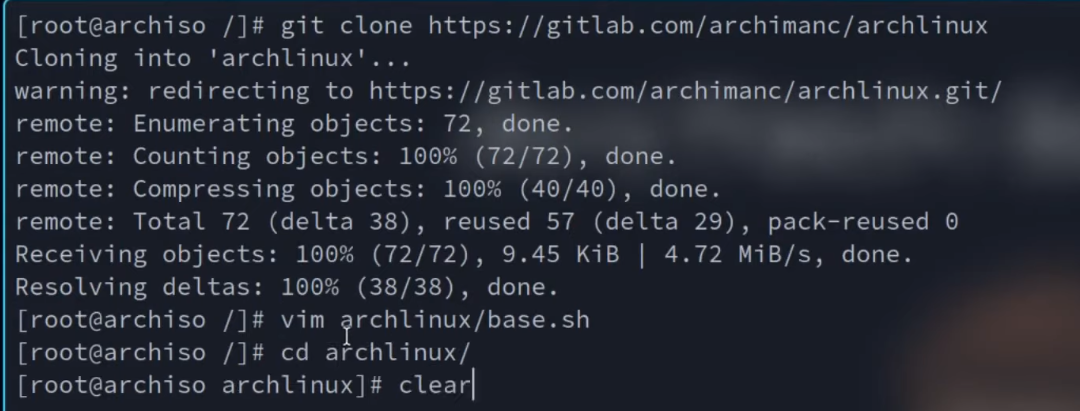 [root@archiso /]# git clone https://gitlab.com/archimanc/archlinux
Cloning into 'archlinux'...
warning: redirecting to https://gitlab.com/archimanc/archlinux.git/
remote: Enumerating objects: 72, done.
remote: Counting objects: 100% (72/72), done.
remote: Compressing objects: 100% (40/40), done.
remote: Total 72 (delta 38), reused 57 (delta 29), pack-reused 0
Receiving objects: 100% (72/72), 9.45 KiB | 4.72 MiB/s, done.
Resolving deltas: 100% (38/38), done.
[root@archiso /]# vim archlinux/base.sh
[root@archiso /]# cd archlinux/
[root@archiso archlinux]# clear